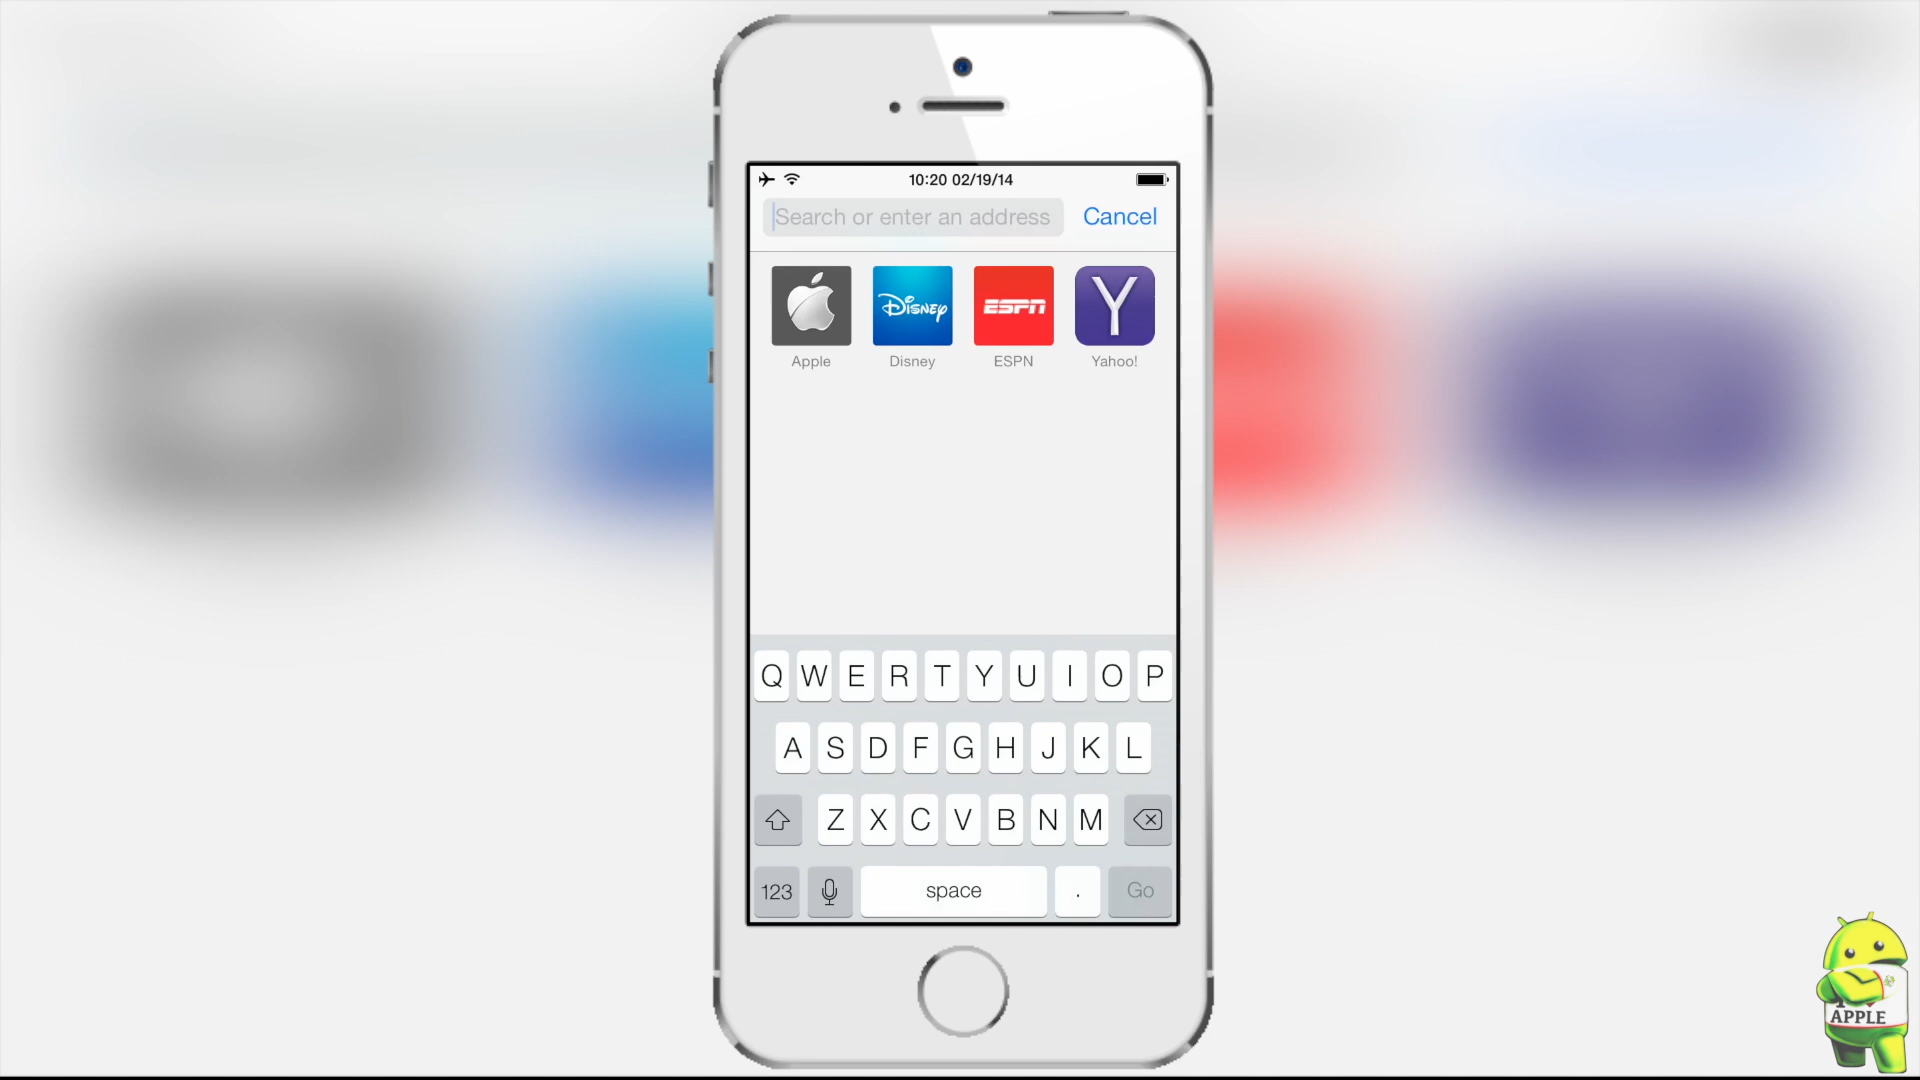 10:20 02/19/14
Search or enter an address Cancel
Disney ESPN Y
Apple Disney ESPN Yahoo!
Q W E R T Y U I O P
A S D F G H J K L
Z X C V B N M
123 space . Go
I
APPLE